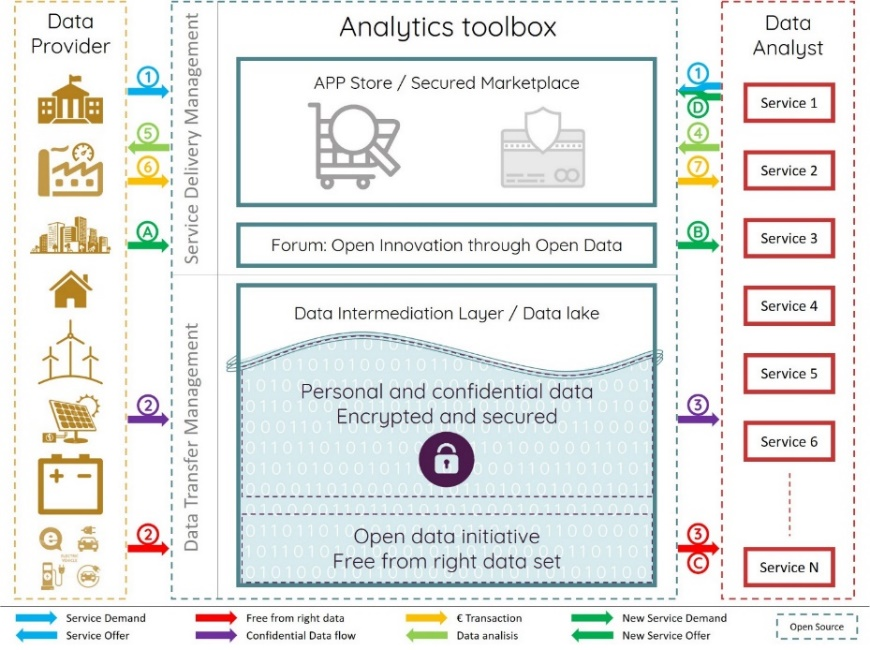 Data
Provider
Analytics toolbox
Data
Analyst
Service Delivery Management
Data Transfer Management
APP Store / Secured Marketplace
Forum: Open Innovation through Open Data
Data Intermediation Layer / Data lake
Personal and confidential data
Encrypted and secured
Open data initiative
Free from right data set
1
5
6
A
2
2
1
D
4
7
B
3
3
C
Service 1
Service 2
Service 3
Service 4
Service 5
Service 6
Service N
Service Demand
Service Offer
Free from right data
Confidential Data flow
€ Transaction
Data analisis
New Service Demand
New Service Offer
Open Source